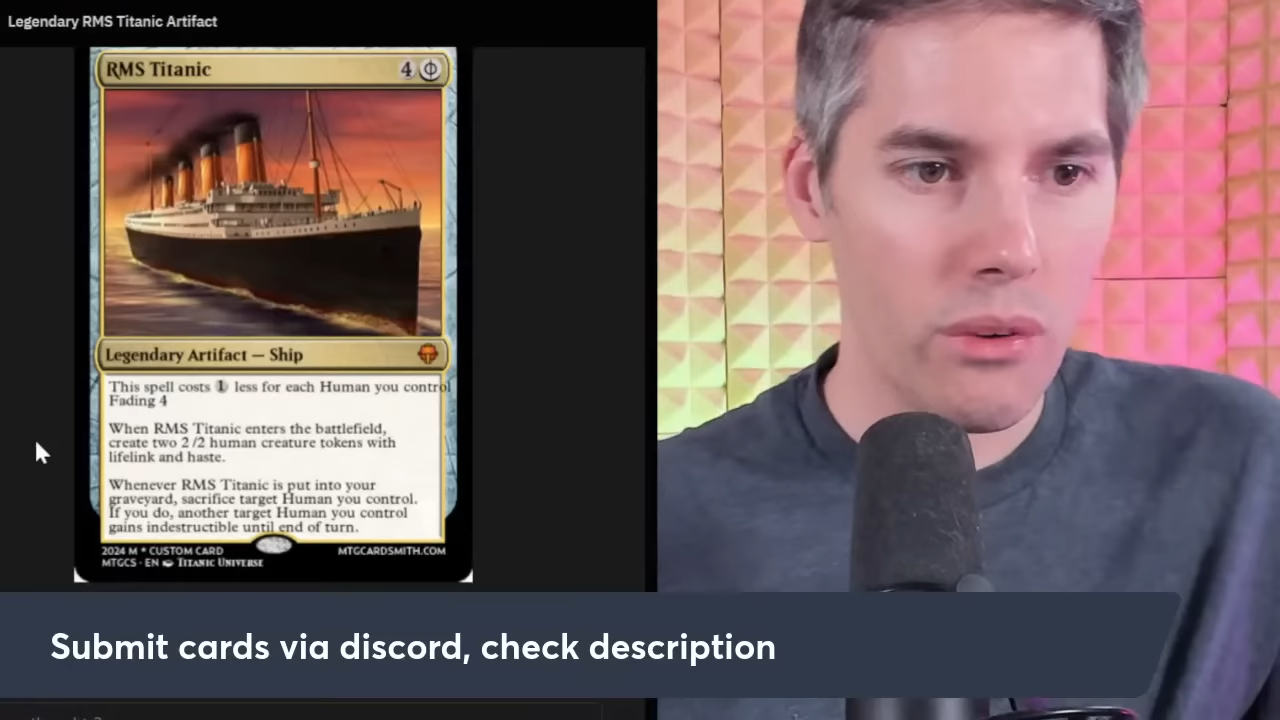 Legendary RMS Titanic Artifact
RMS Titanic
4
Legendary Artifact — Ship
This spell costs 1 less for each Human you control
Fading 4
When RMS Titanic enters the battlefield,
create two 2 /2 human creature tokens with
lifelink and haste.
Whenever RMS Titanic is put into your
graveyard, sacrifice target Human you control.
If you do, another target Human you control
gains indestructible until end of turn.
2024 M * CUSTOM CARD
MTGCARDSMITH.COM
MTGCS · EN TITANIC UNIVERSE
Submit cards via discord, check description